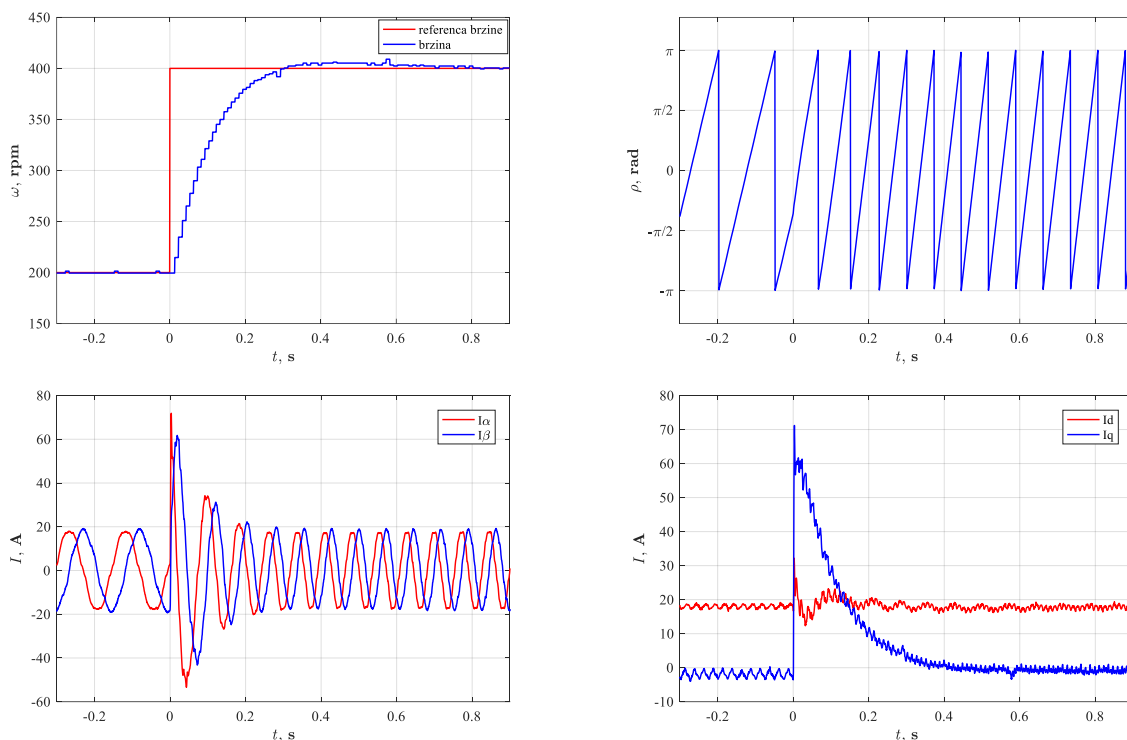 450
400
350
300
250
200
150
ω, rpm
referenca brzine
brzina
-0.2 0 0.2 0.4 0.6 0.8
t, s
π
π/2
0
-π/2
-π
ρ, rad
-0.2 0 0.2 0.4 0.6 0.8
t, s
80
60
40
20
0
-20
-40
-60
I, A
Iα
Iβ
-0.2 0 0.2 0.4 0.6 0.8
t, s
80
70
60
50
40
30
20
10
0
-10
I, A
Id
Iq
-0.2 0 0.2 0.4 0.6 0.8
t, s